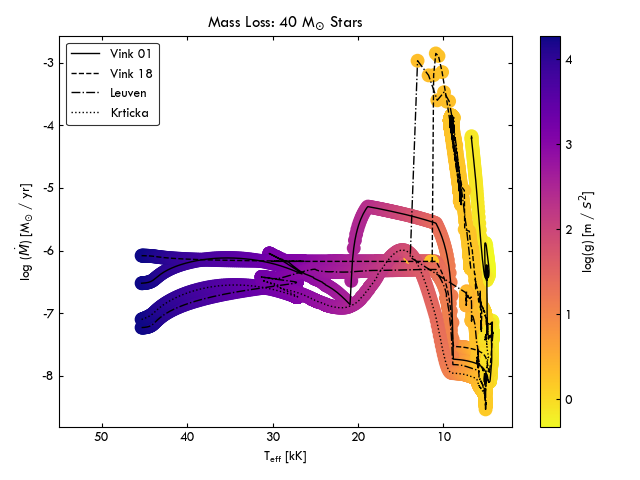 Mass Loss: 40 M⊙ Stars
Vink 01
Vink 18
Leuven
Krticka
-3
-4
-5
-6
-7
-8
log (Ṁ) [M⊙ / yr]
50
40
30
20
10
T_eff [kK]
4
3
2
1
0
log(g) [m / s²]